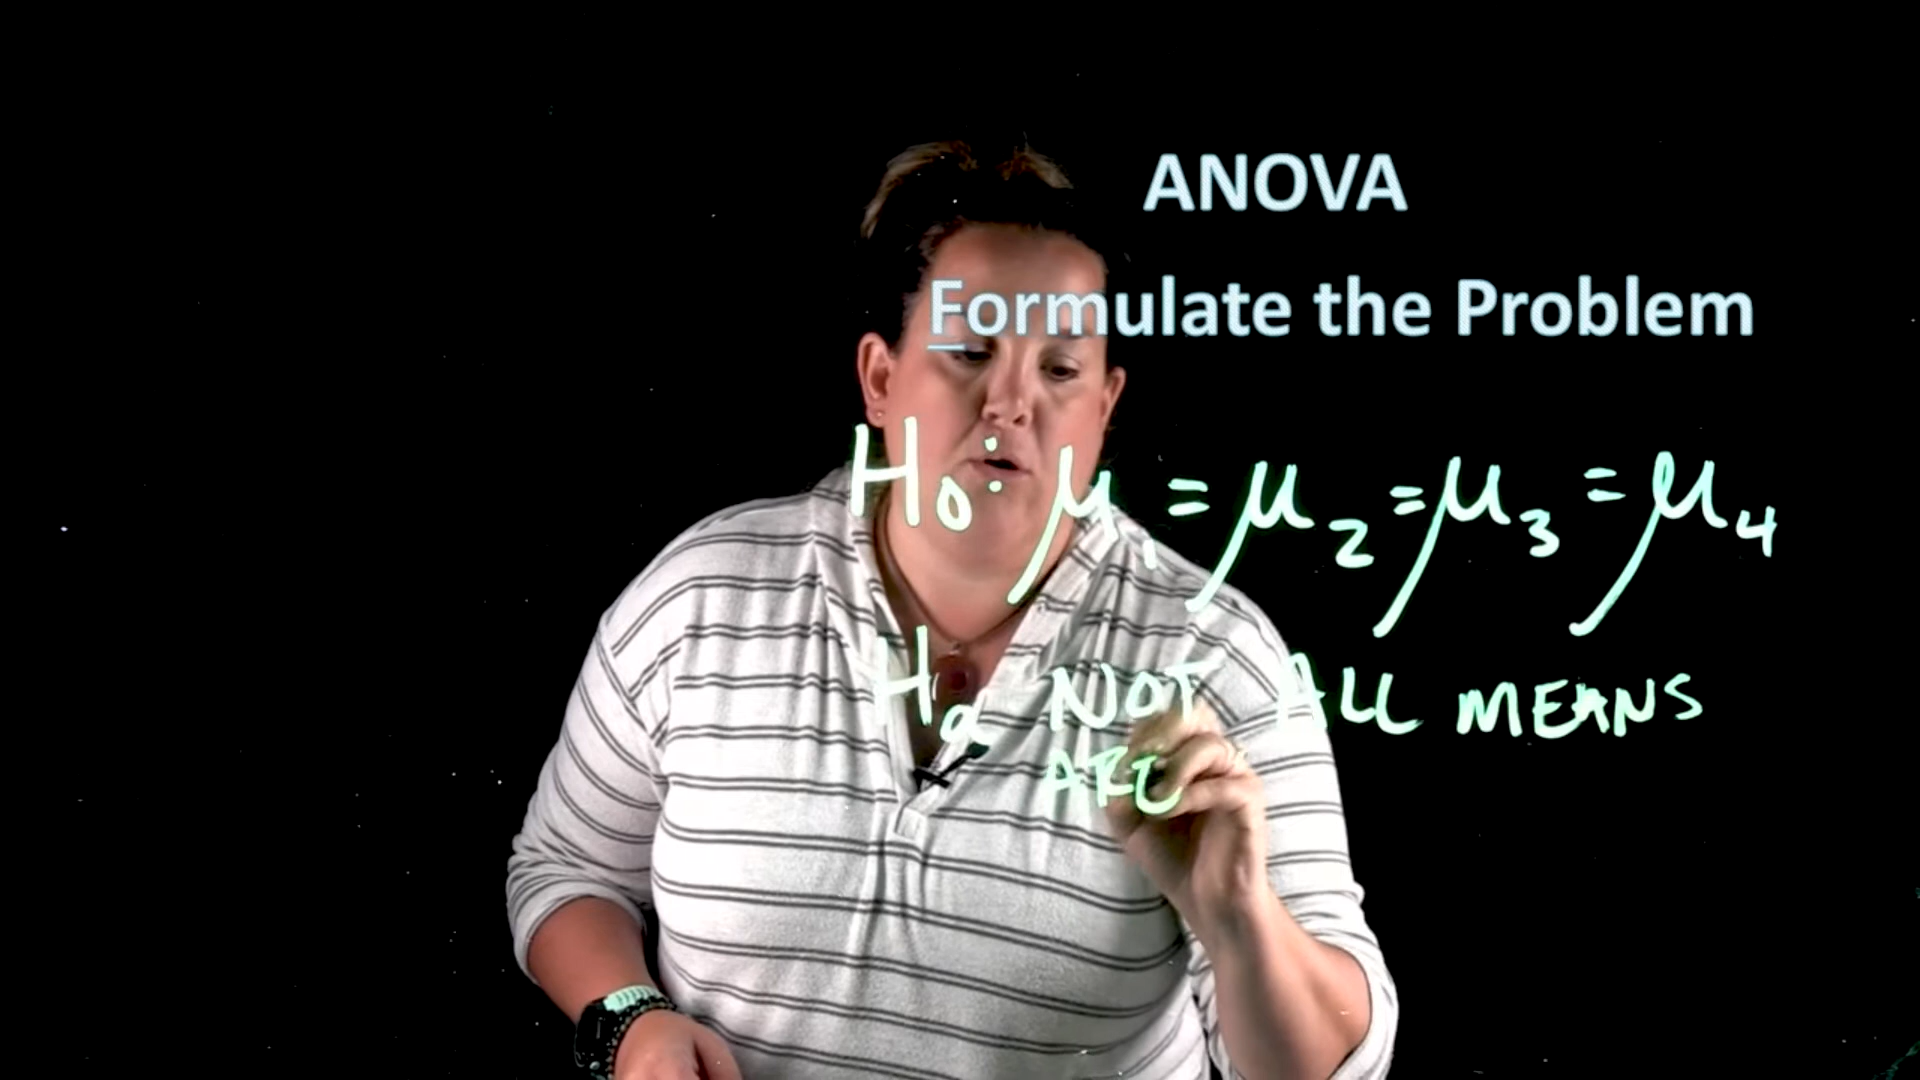 ANOVA
Formulate the Problem
H₀: μ₁ = μ₂ = μ₃ = μ₄
Hₐ NOT ALL MEANS
ARE